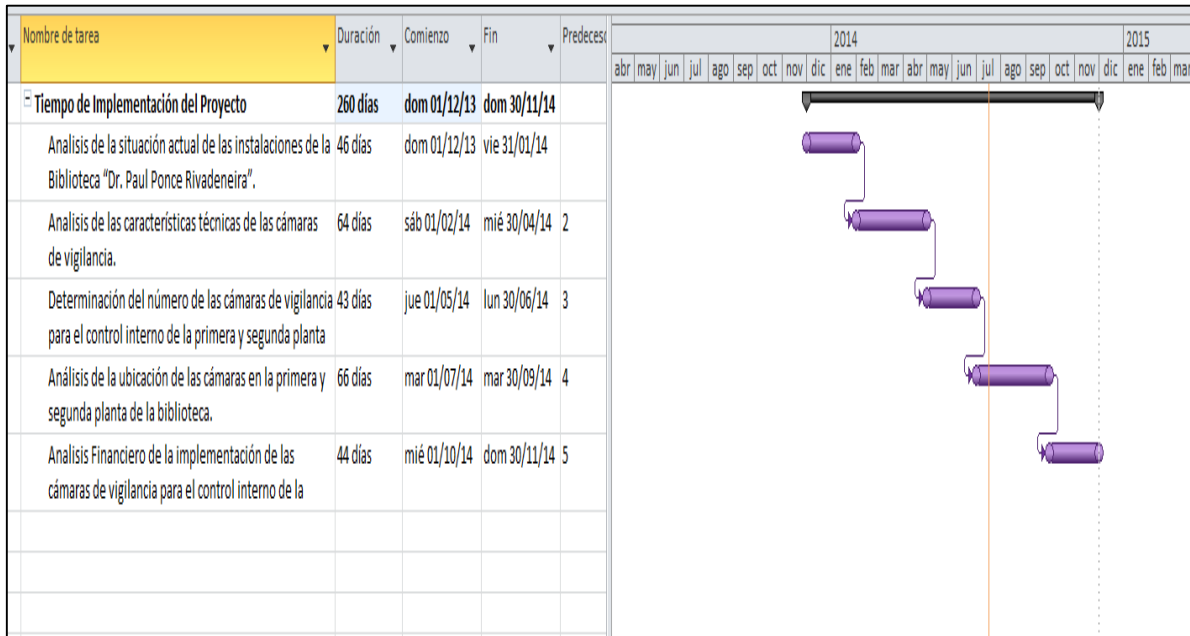 Nombre de tarea Duración Comienzo Fin Predeceso
2014 2015
abr may jun jul ago sep oct nov dic ene feb mar abr may jun jul ago sep oct nov dic ene feb mar
Tiempo de Implementación del Proyecto 260 días dom 01/12/13 dom 30/11/14
Analisis de la situación actual de las instalaciones de la 46 días dom 01/12/13 vie 31/01/14
Biblioteca “Dr. Paul Ponce Rivadeneira”.
Analisis de las características técnicas de las cámaras 64 días sáb 01/02/14 mié 30/04/14 2
de vigilancia.
Determinación del número de las cámaras de vigilancia 43 días jue 01/05/14 lun 30/06/14 3
para el control interno de la primera y segunda planta
Análisis de la ubicación de las cámaras en la primera y 66 días mar 01/07/14 mar 30/09/14 4
segunda planta de la biblioteca.
Analisis Financiero de la implementación de las 44 días mié 01/10/14 dom 30/11/14 5
cámaras de vigilancia para el control interno de la